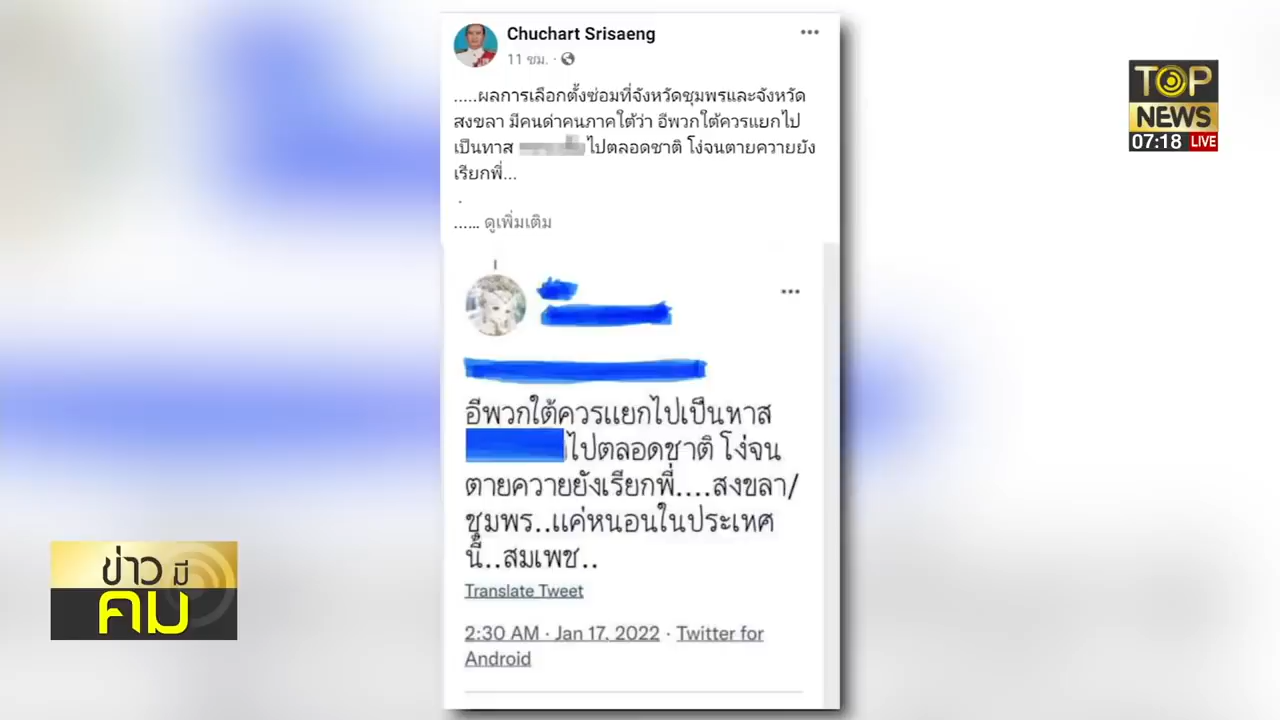 Chuchart Srisaeng
11 ชม. ·
.....ผลการเลือกตั้งซ่อมที่จังหวัดชุมพรและจังหวัด
สงขลา มีคนด่าคนภาคใต้ว่า อีพวกใต้ควรแยกไป
เป็นทาส ไปตลอดชาติ โง่จนตายควายยัง
เรียกพี่...
.
...... ดูเพิ่มเติม
อีพวกใต้ควรแยกไปเป็นทาส
ไปตลอดชาติ โง่จน
ตายควายยังเรียกพี่....สงขลา/
ชุมพร..แค่หนอนในประเทศ
นี้..สมเพช..
Translate Tweet
2:30 AM · Jan 17, 2022 · Twitter for
Android
TOP
NEWS
07:18 LIVE
ข่าว มี
คม